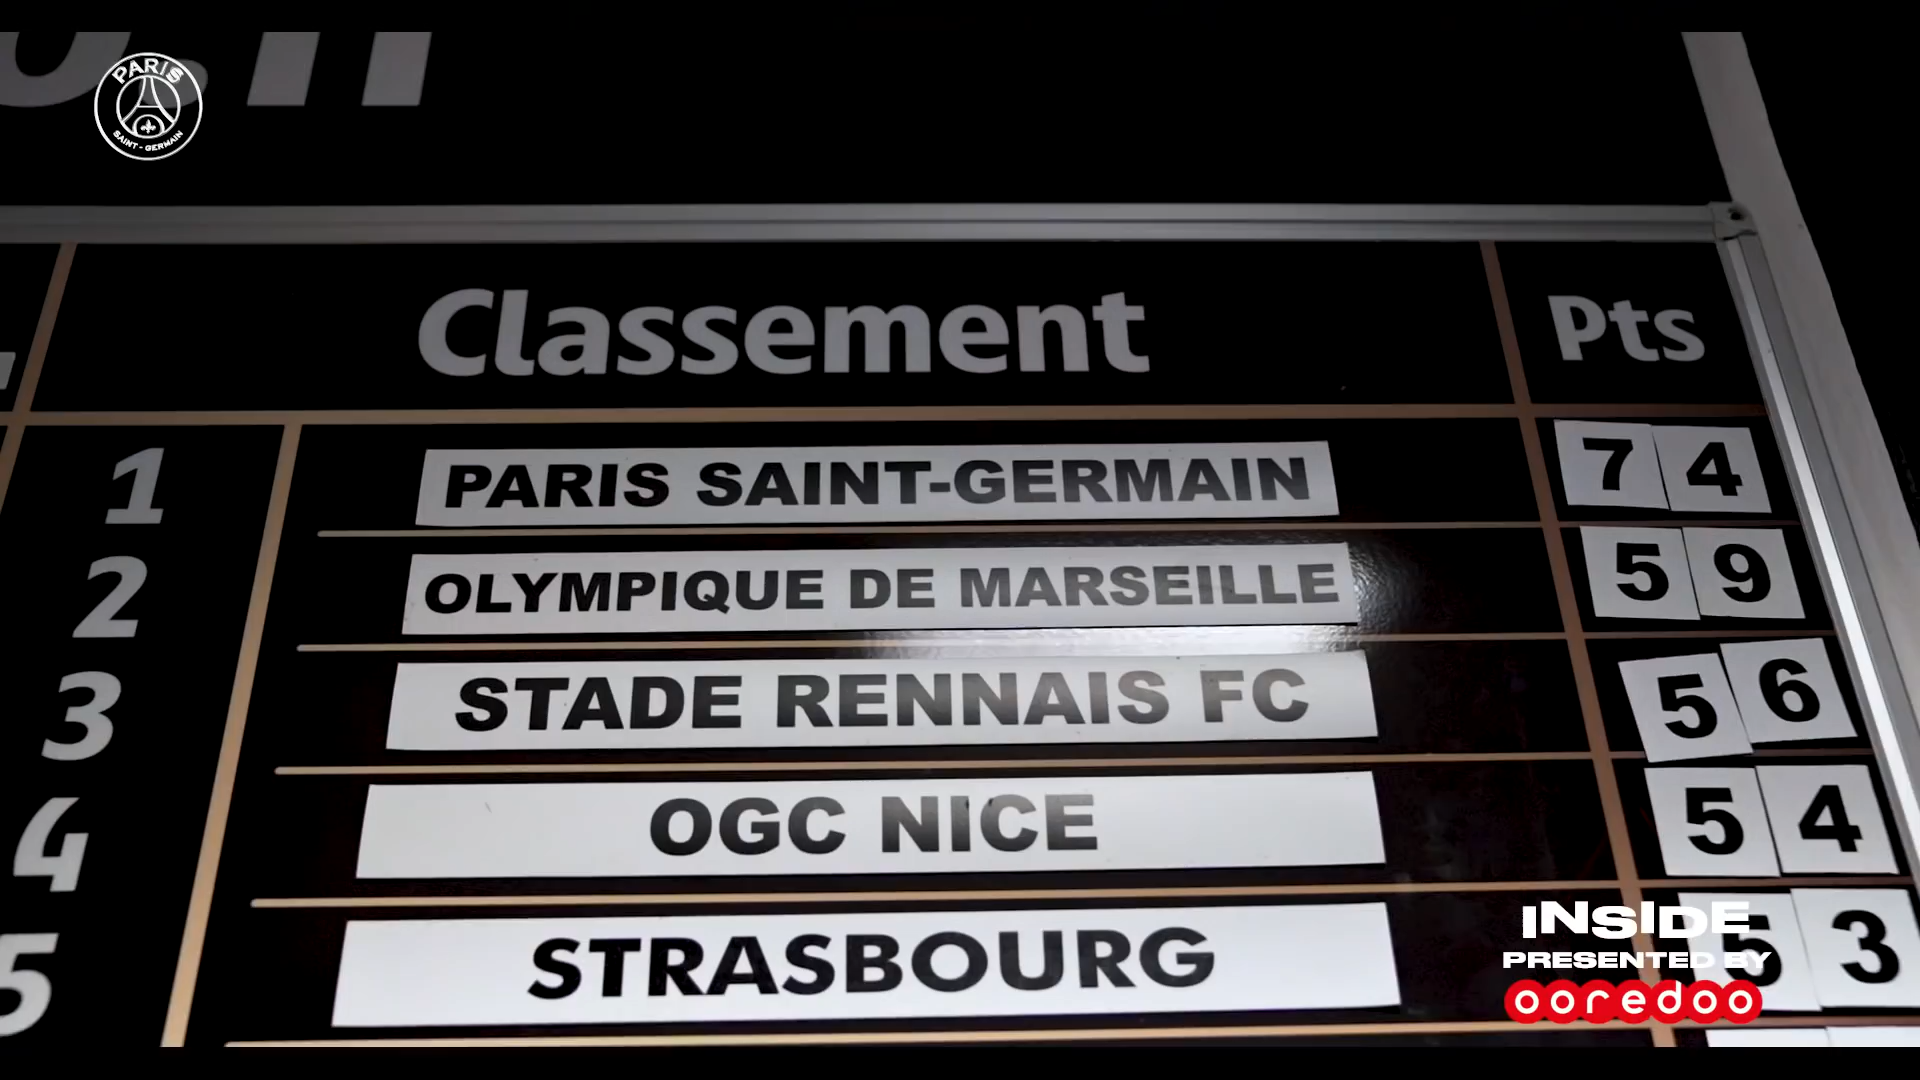 PARIS
SAINT-GERMAIN
Classement Pts
1 PARIS SAINT-GERMAIN 74
2 OLYMPIQUE DE MARSEILLE 59
3 STADE RENNAIS FC 56
4 OGC NICE 54
5 STRASBOURG 53
INSIDE
PRESENTED BY
ooredoo